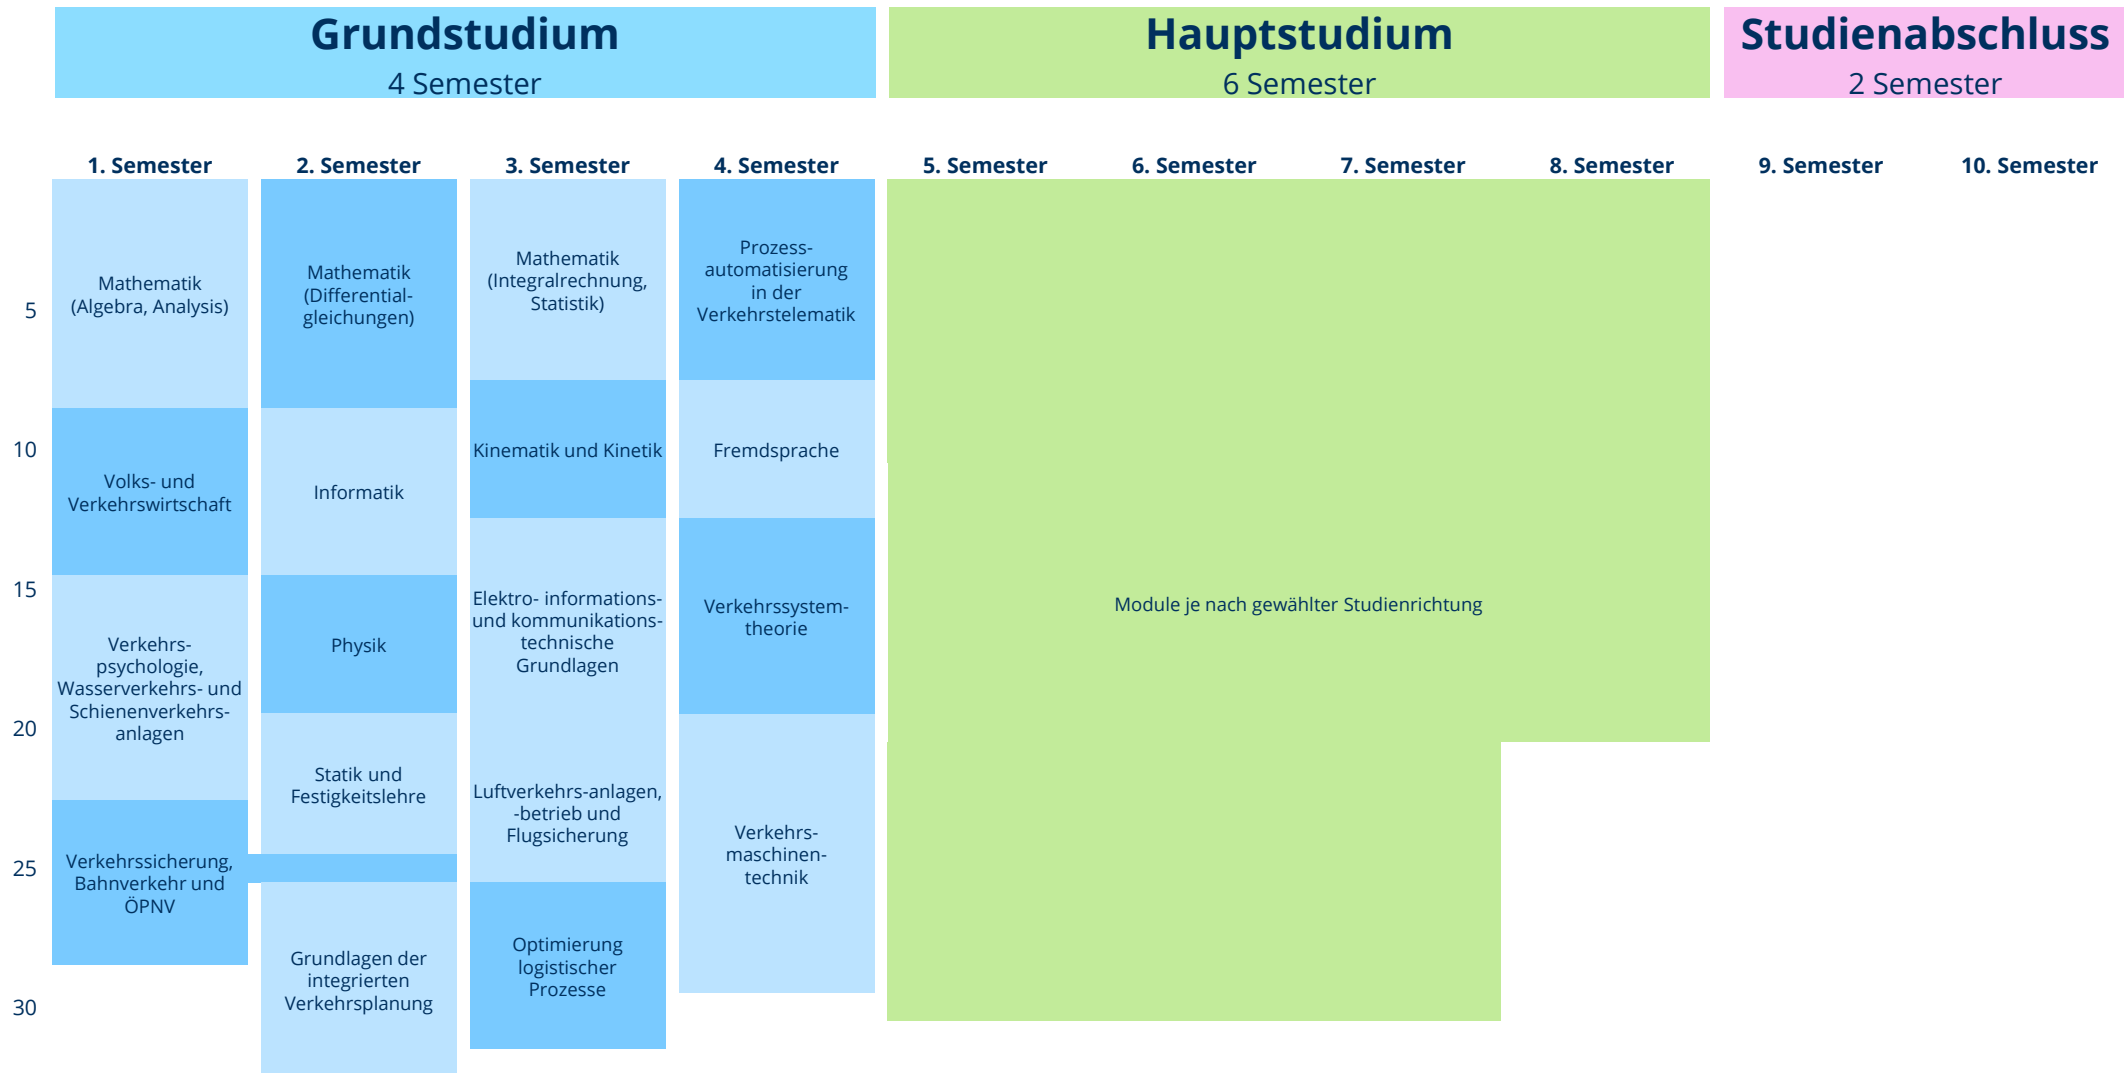 Grundstudium
4 Semester
Hauptstudium
6 Semester
Studienabschluss
2 Semester
1. Semester
2. Semester
3. Semester
4. Semester
5. Semester
6. Semester
7. Semester
8. Semester
9. Semester
10. Semester
5
10
15
20
25
30
Mathematik
(Algebra, Analysis)
Volks- und
Verkehrswirtschaft
Verkehrs-
psychologie,
Wasserverkehrs- und
Schienenverkehrs-
anlagen
Verkehrssicherung,
Bahnverkehr und
ÖPNV
Mathematik
(Differential-
gleichungen)
Informatik
Physik
Statik und
Festigkeitslehre
Grundlagen der
integrierten
Verkehrsplanung
Mathematik
(Integralrechnung,
Statistik)
Kinematik und Kinetik
Elektro- informations-
und kommunikations-
technische
Grundlagen
Luftverkehrs-anlagen,
-betrieb und
Flugsicherung
Optimierung
logistischer
Prozesse
Prozess-
automatisierung
in der
Verkehrstelematik
Fremdsprache
Verkehrssystem-
theorie
Verkehrs-
maschinen-
technik
Module je nach gewählter Studienrichtung